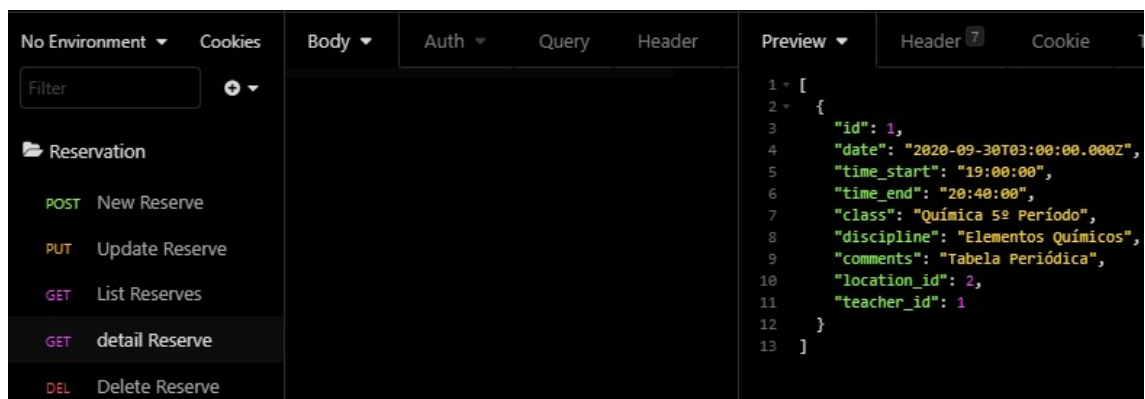 No Environment Cookies
Filter
Reservation
POST New Reserve
PUT Update Reserve
GET List Reserves
GET detail Reserve
DEL Delete Reserve
Body Auth Query Header
Preview Header 7 Cookie T
1 [
2 {
3 "id": 1,
4 "date": "2020-09-30T03:00:00.000Z",
5 "time_start": "19:00:00",
6 "time_end": "20:40:00",
7 "class": "Química 5º Período",
8 "discipline": "Elementos Químicos",
9 "comments": "Tabela Periódica",
10 "location_id": 2,
11 "teacher_id": 1
12 }
13 ]